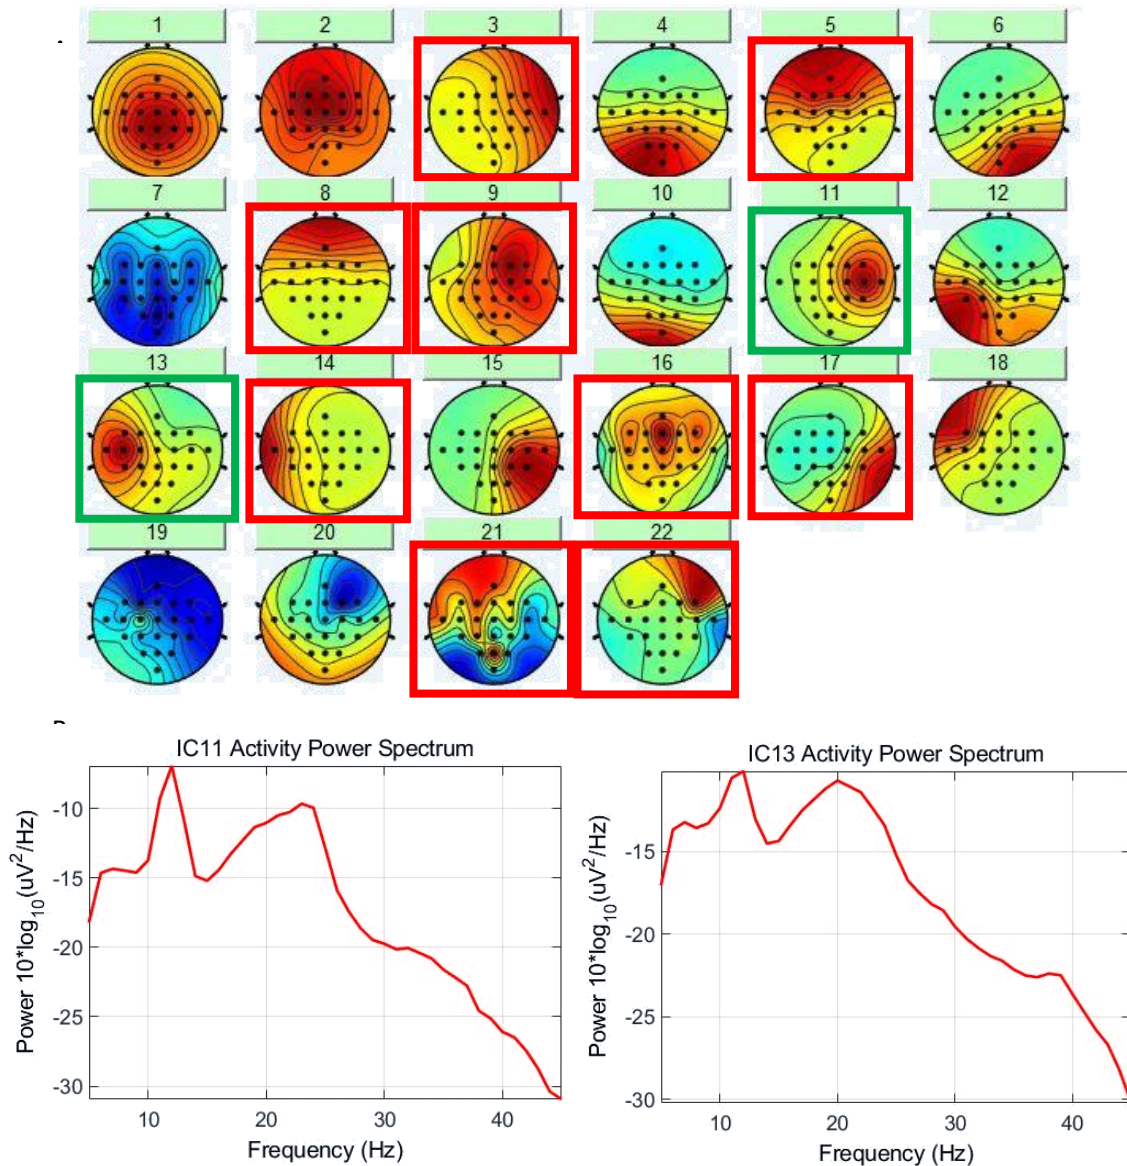 1 2 3 4 5 6
7 8 9 10 11 12
13 14 15 16 17 18
19 20 21 22
IC11 Activity Power Spectrum
-10
-15
-20
-25
-30
10 20 30 40
Frequency (Hz)
Power 10*log10(uV2/Hz)
IC13 Activity Power Spectrum
-15
-20
-25
-30
10 20 30 40
Frequency (Hz)
Power 10*log10(uV2/Hz)